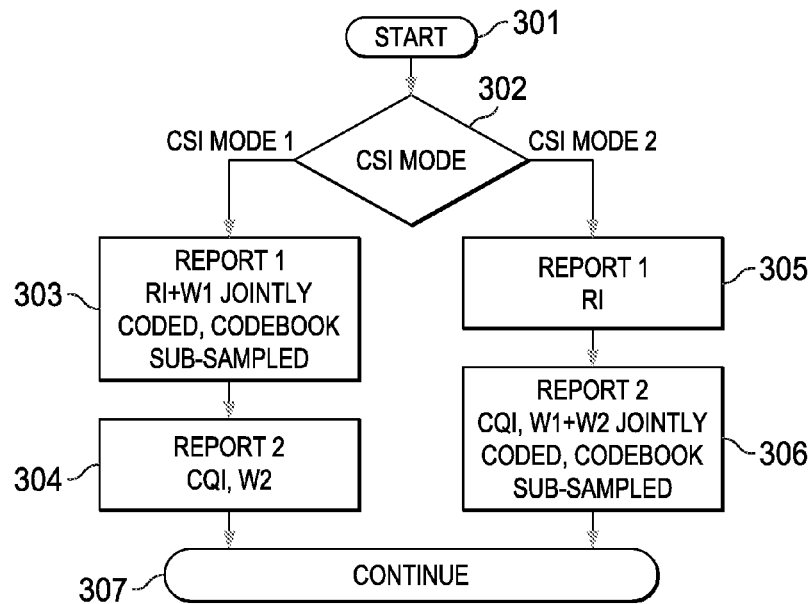 START
301
302
CSI MODE 1
CSI MODE
CSI MODE 2
303
REPORT 1
RI+W1 JOINTLY
CODED, CODEBOOK
SUB-SAMPLED
REPORT 1
RI
305
304
REPORT 2
CQI, W2
REPORT 2
CQI, W1+W2 JOINTLY
CODED, CODEBOOK
SUB-SAMPLED
306
307
CONTINUE